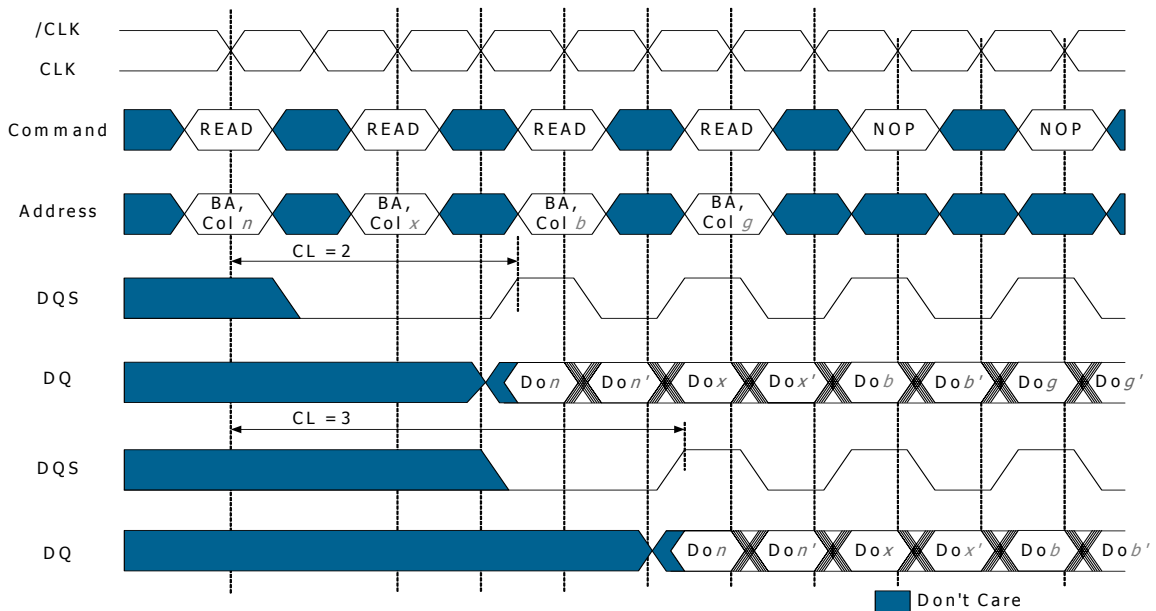 /CLK
CLK
Command READ READ READ READ NOP NOP
Address BA, Col n BA, Col x BA, Col b BA, Col g
CL = 2
DQS
DQ Do n Do n' Do x Do x' Do b Do b' Do g Do g'
CL = 3
DQS
DQ Do n Do n' Do x Do x' Do b Do b'
Don't Care